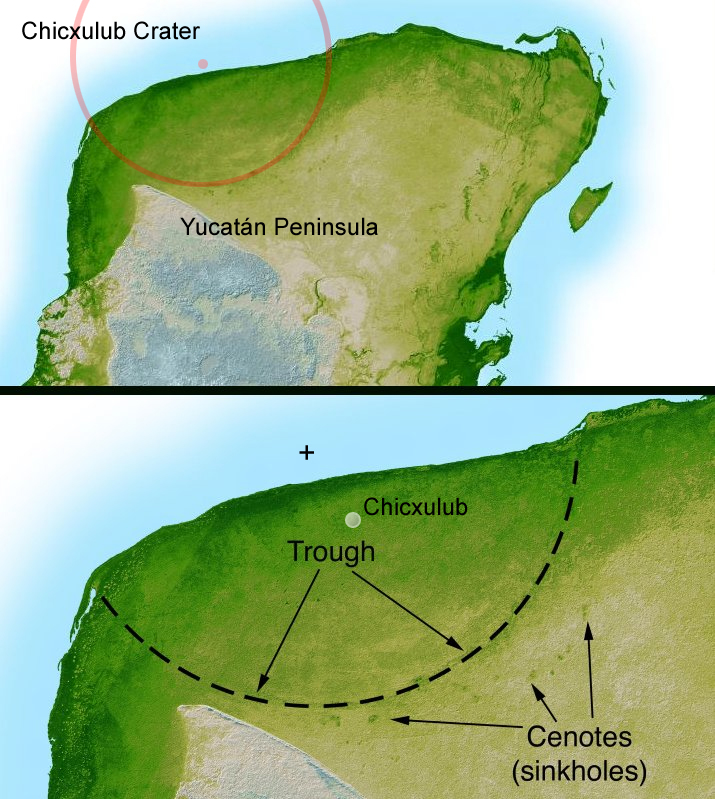 Chicxulub Crater
Yucatán Peninsula
+
Chicxulub
Trough
Cenotes
(sinkholes)